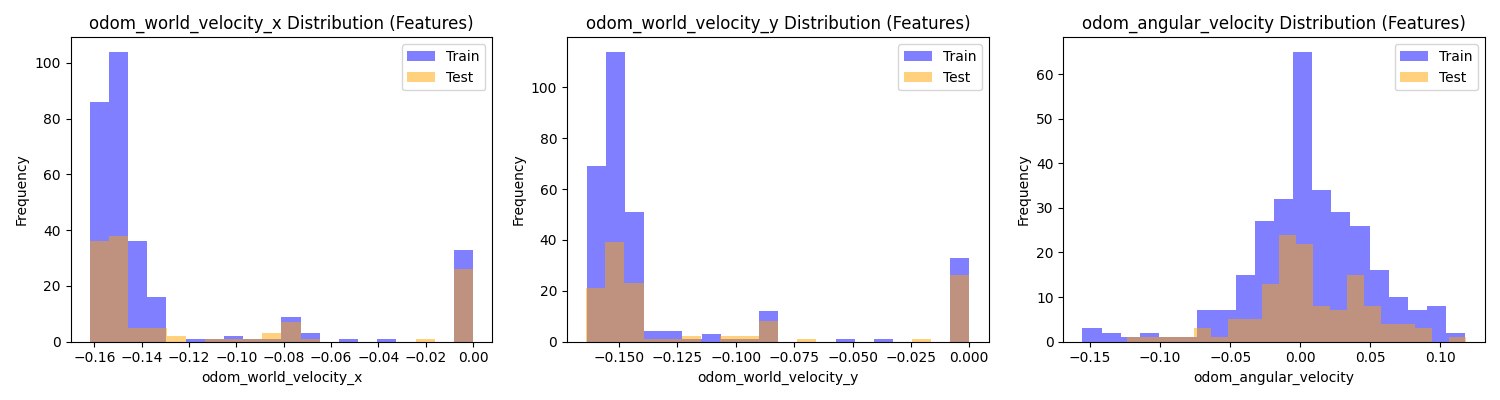 odom_world_velocity_x Distribution (Features)
Train
Test
100
80
60
40
20
0
Frequency
−0.16 −0.14 −0.12 −0.10 −0.08 −0.06 −0.04 −0.02 0.00
odom_world_velocity_x
odom_world_velocity_y Distribution (Features)
Train
Test
100
80
60
40
20
0
Frequency
−0.150 −0.125 −0.100 −0.075 −0.050 −0.025 0.000
odom_world_velocity_y
odom_angular_velocity Distribution (Features)
Train
Test
60
50
40
30
20
10
0
Frequency
−0.15 −0.10 −0.05 0.00 0.05 0.10
odom_angular_velocity